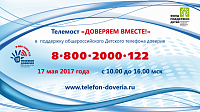 Телемост «ДОВЕРЯЕМ ВМЕСТЕ!»
в поддержку общероссийского Детского телефона доверия
8-800-2000-122
17 мая 2017 года с 10.00 до 16.00 мск
www.telefon-doveria.ru